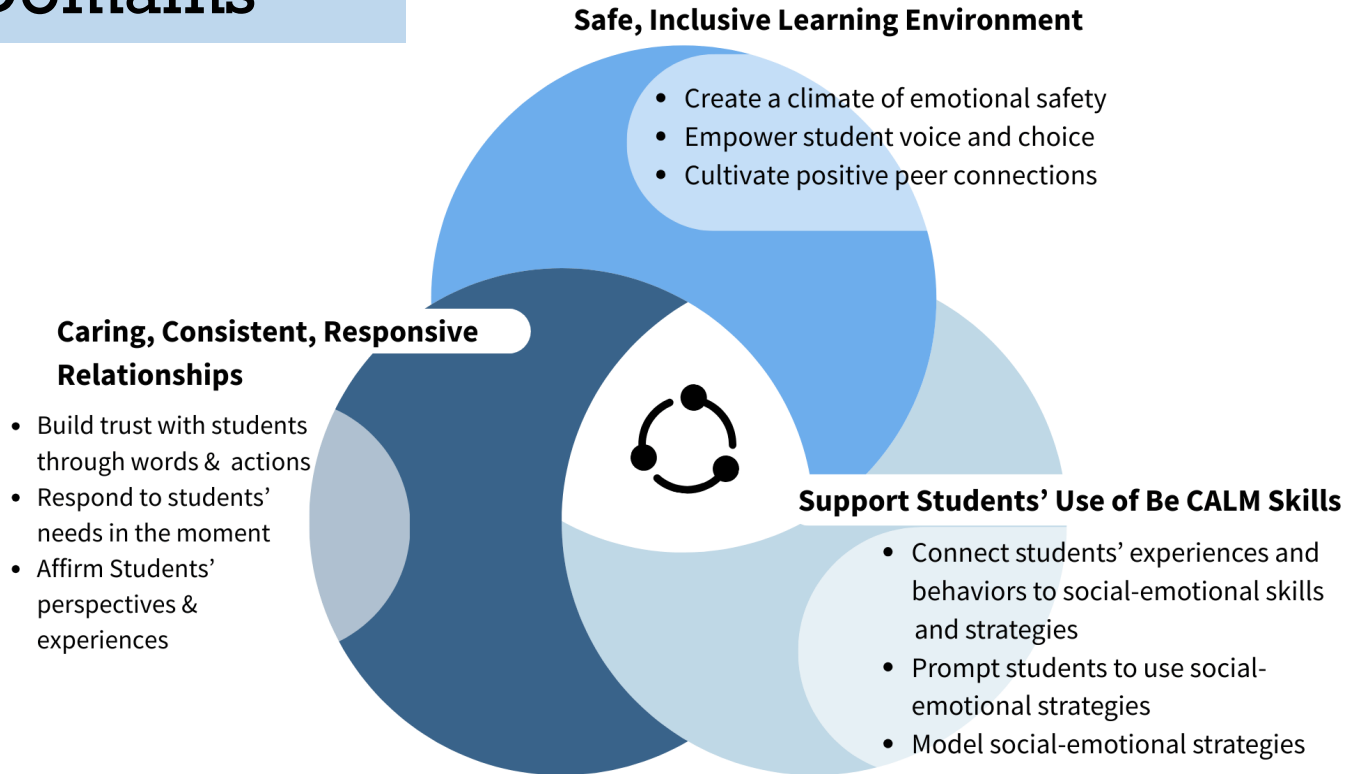 Domains
Safe, Inclusive Learning Environment
• Create a climate of emotional safety
• Empower student voice and choice
• Cultivate positive peer connections
Caring, Consistent, Responsive
Relationships
• Build trust with students
through words & actions
• Respond to students’
needs in the moment
• Affirm Students’
perspectives &
experiences
Support Students’ Use of Be CALM Skills
• Connect students’ experiences and
behaviors to social-emotional skills
and strategies
• Prompt students to use social-
emotional strategies
• Model social-emotional strategies